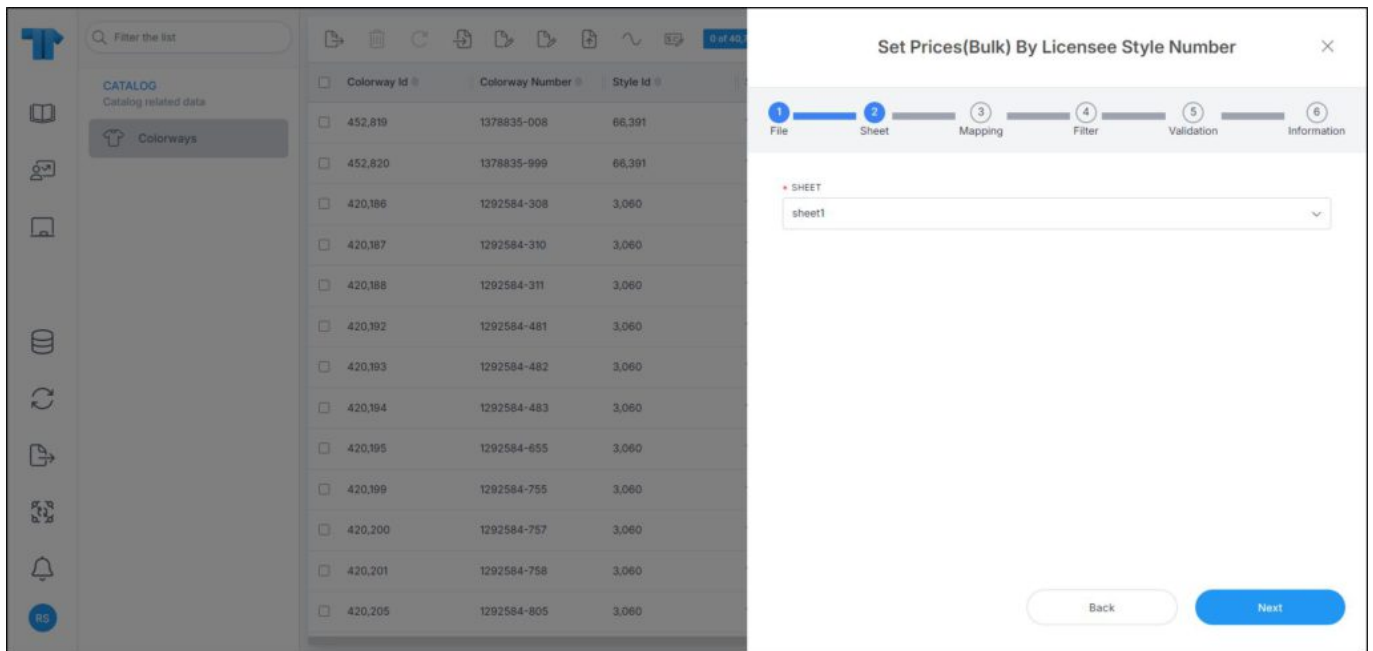 Filter the list
CATALOG
Catalog related data
Colorways
RS
0 of 40,
Colorway Id Colorway Number Style Id
452,819 1378835-008 66,391
452,820 1378835-999 66,391
420,186 1292584-308 3,060
420,187 1292584-310 3,060
420,188 1292584-311 3,060
420,192 1292584-481 3,060
420,193 1292584-482 3,060
420,194 1292584-483 3,060
420,195 1292584-655 3,060
420,199 1292584-755 3,060
420,200 1292584-757 3,060
420,201 1292584-758 3,060
420,205 1292584-805 3,060
Set Prices(Bulk) By Licensee Style Number
1 2 3 4 5 6
File Sheet Mapping Filter Validation Information
* SHEET
sheet1
Back Next